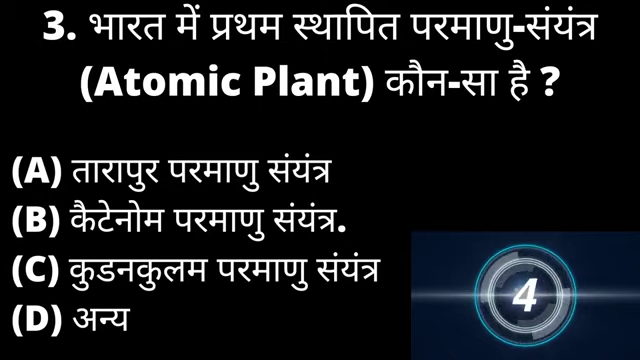 3. भारत में प्रथम स्थापित परमाणु-संयंत्र
(Atomic Plant) कौन-सा है ?
(A) तारापुर परमाणु संयंत्र
(B) कैटेनोम परमाणु संयंत्र.
(C) कुडनकुलम परमाणु संयंत्र
(D) अन्य
4